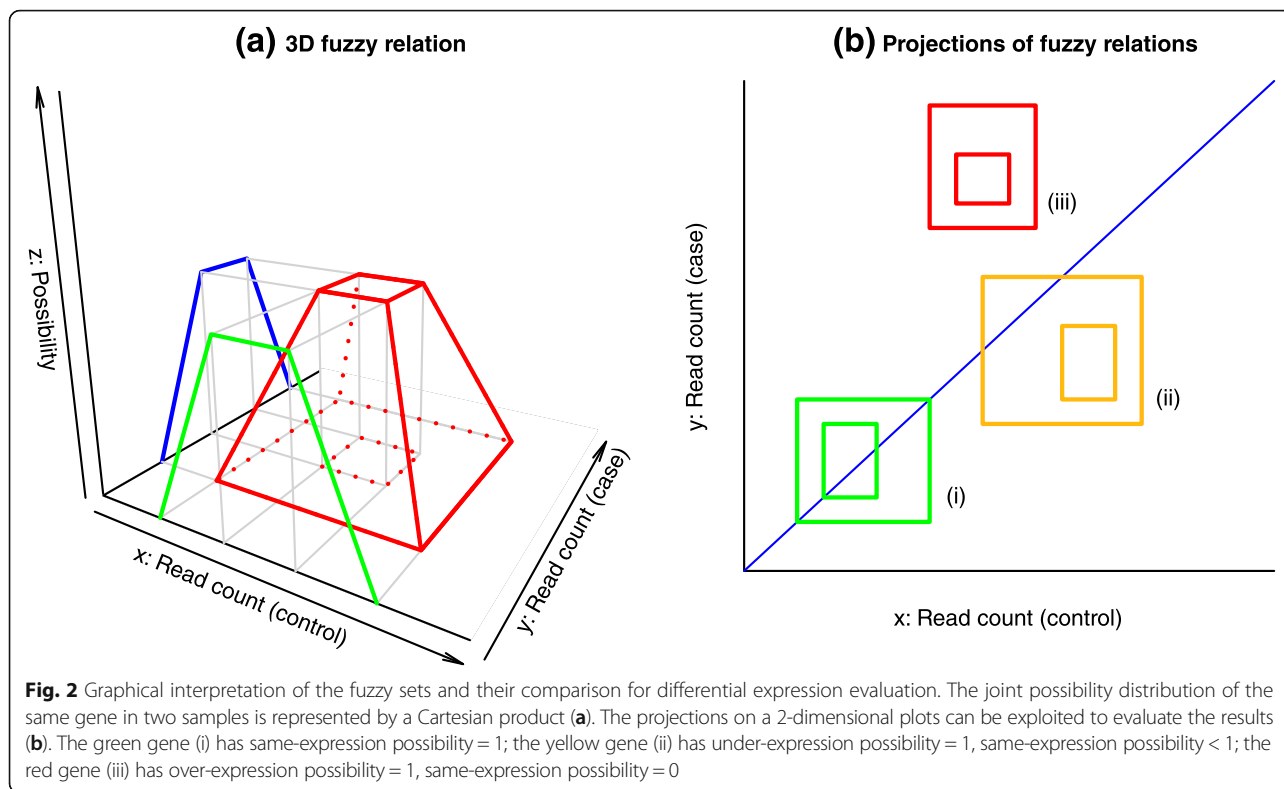 (a) 3D fuzzy relation
z: Possibility
x: Read count (control)
y: Read count (case)
(b) Projections of fuzzy relations
y: Read count (case)
(iii)
(ii)
(i)
x: Read count (control)
Fig. 2 Graphical interpretation of the fuzzy sets and their comparison for differential expression evaluation. The joint possibility distribution of the
same gene in two samples is represented by a Cartesian product (a). The projections on a 2-dimensional plots can be exploited to evaluate the results
(b). The green gene (i) has same-expression possibility = 1; the yellow gene (ii) has under-expression possibility = 1, same-expression possibility < 1; the
red gene (iii) has over-expression possibility = 1, same-expression possibility = 0